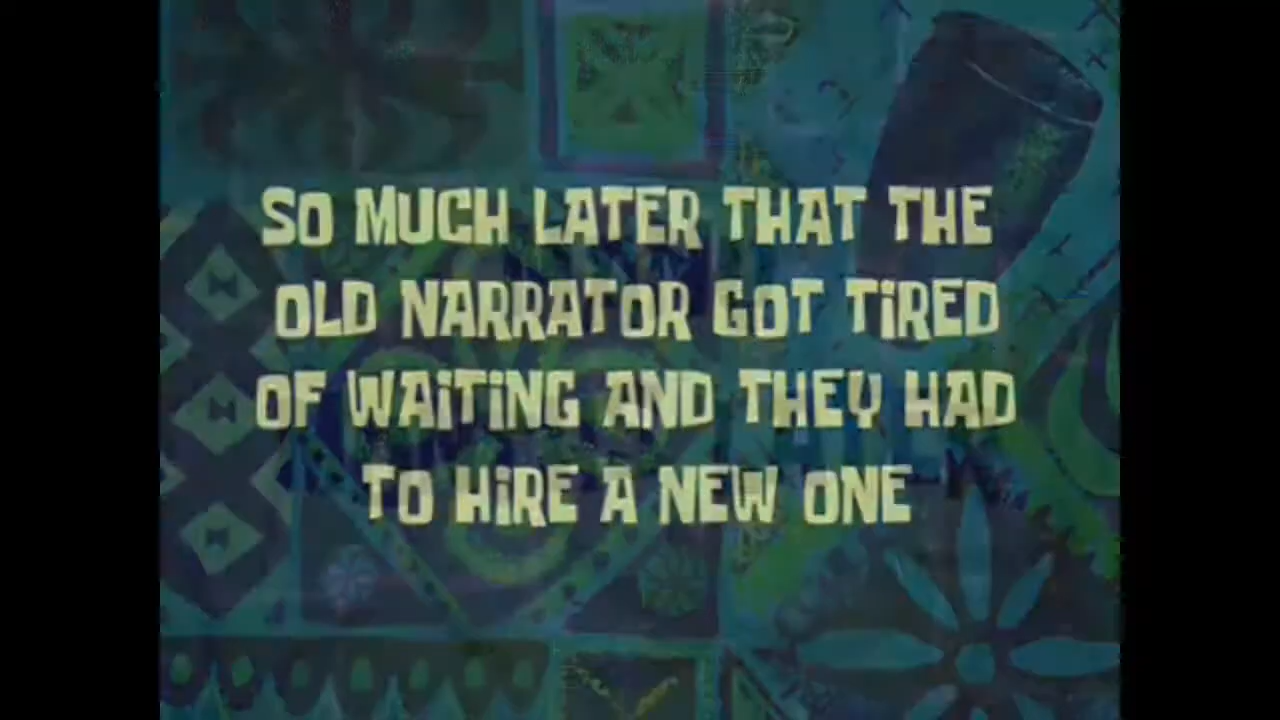 SO MUCH LATER THAT THE
OLD NARRATOR GOT TiRED
OF WAiTiNG AND THEY HAD
TO HiRE A NEW ONE